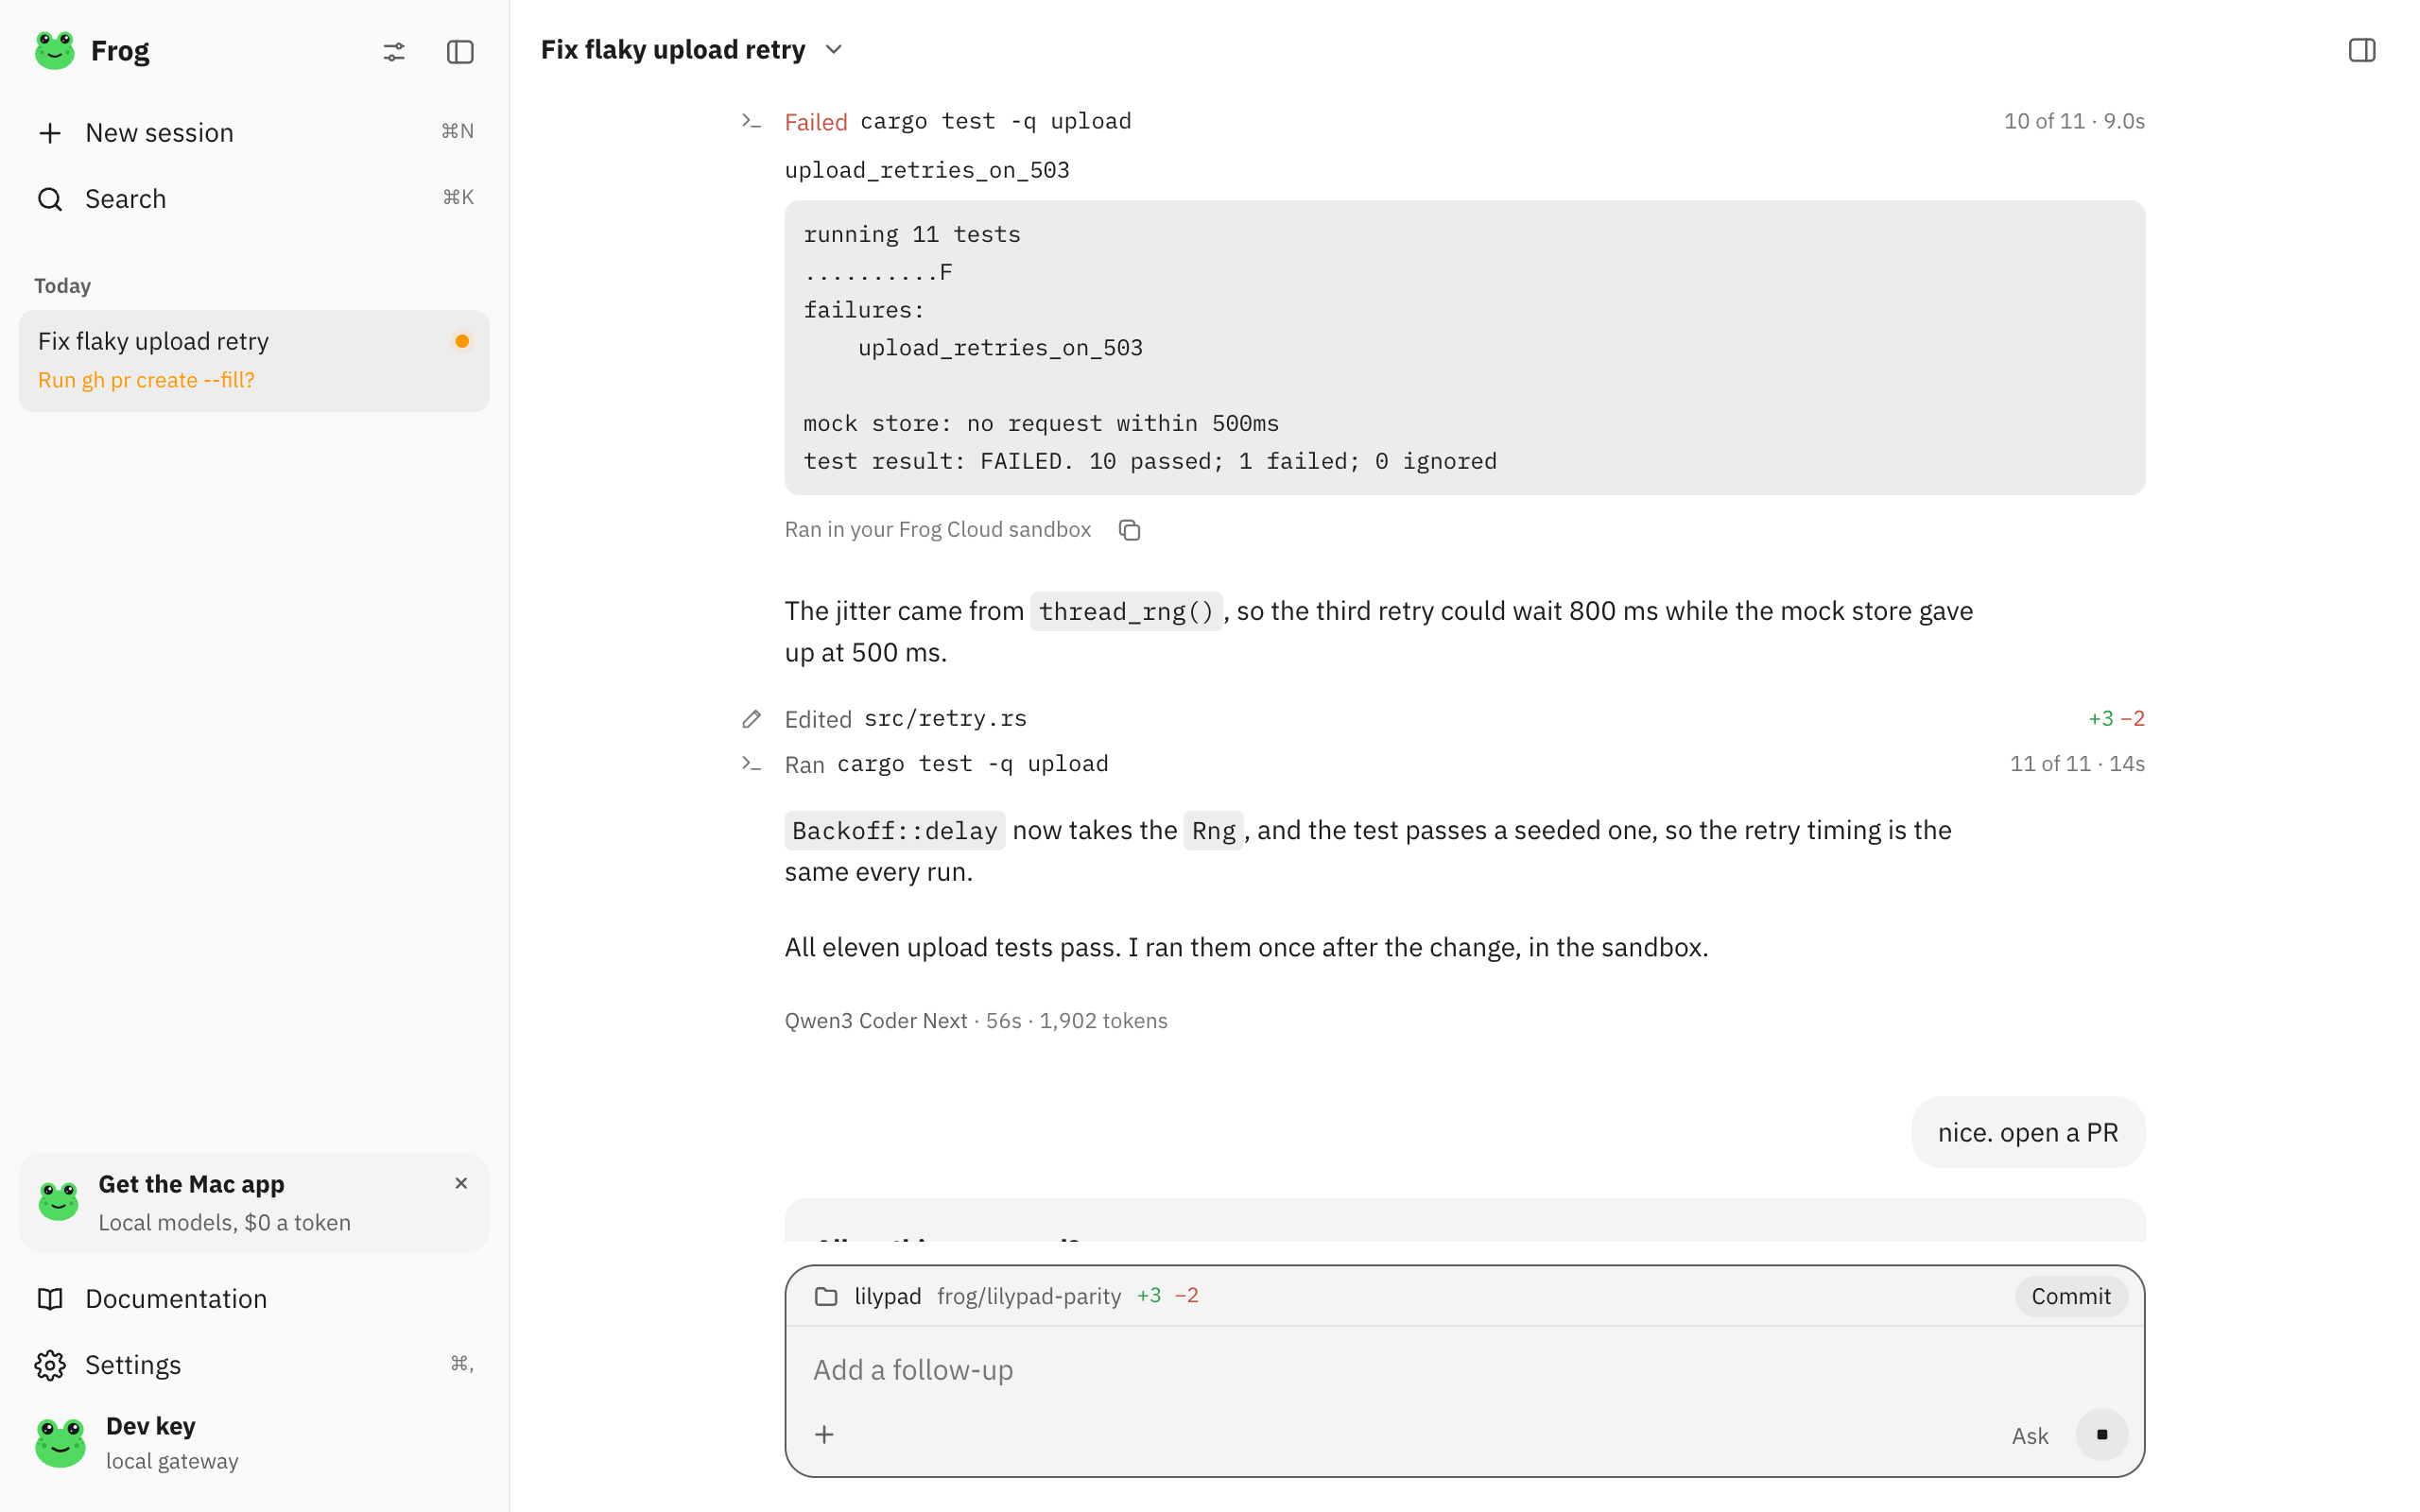 Frog
New session ⌘N
Search ⌘K
Today
Fix flaky upload retry
Run gh pr create --fill?
Get the Mac app
Local models, $0 a token
Documentation
Settings ⌘,
Dev key
local gateway
Fix flaky upload retry
Failed cargo test -q upload 10 of 11 · 9.0s
upload_retries_on_503
running 11 tests
..........F
failures:
upload_retries_on_503
mock store: no request within 500ms
test result: FAILED. 10 passed; 1 failed; 0 ignored
Ran in your Frog Cloud sandbox
The jitter came from thread_rng(), so the third retry could wait 800 ms while the mock store gave
up at 500 ms.
Edited src/retry.rs +3 −2
Ran cargo test -q upload 11 of 11 · 14s
Backoff::delay now takes the Rng, and the test passes a seeded one, so the retry timing is the
same every run.
All eleven upload tests pass. I ran them once after the change, in the sandbox.
Qwen3 Coder Next · 56s · 1,902 tokens
nice. open a PR
lilypad frog/lilypad-parity +3 −2 Commit
Add a follow-up
Ask